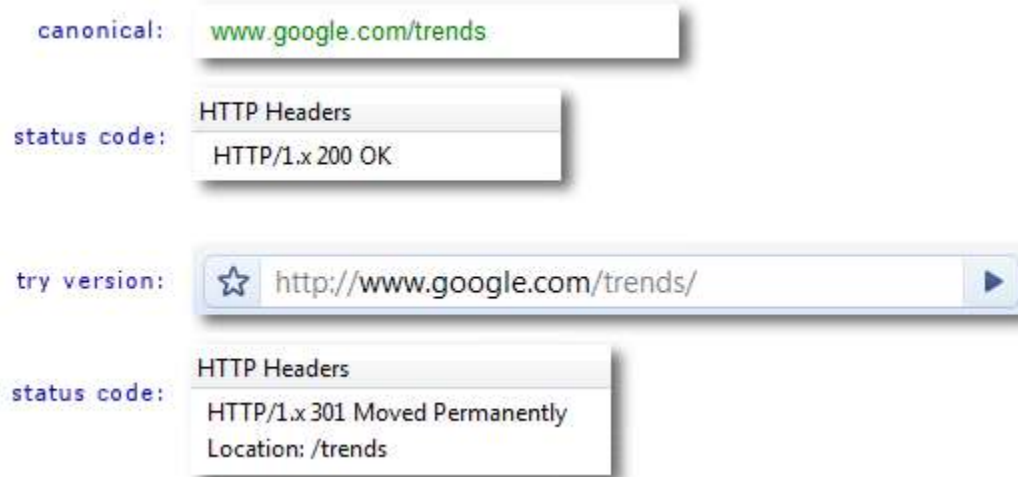 canonical: www.google.com/trends
HTTP Headers
status code: HTTP/1.x 200 OK
try version: http://www.google.com/trends/
HTTP Headers
status code: HTTP/1.x 301 Moved Permanently
Location: /trends